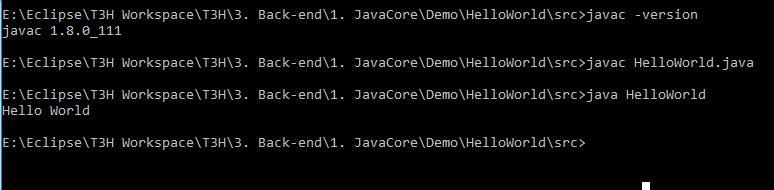 E:\Eclipse\T3H Workspace\T3H\3. Back-end\1. JavaCore\Demo\HelloWorld\src>javac -version
javac 1.8.0_111
E:\Eclipse\T3H Workspace\T3H\3. Back-end\1. JavaCore\Demo\HelloWorld\src>javac HelloWorld.java
E:\Eclipse\T3H Workspace\T3H\3. Back-end\1. JavaCore\Demo\HelloWorld\src>java HelloWorld
Hello World
E:\Eclipse\T3H Workspace\T3H\3. Back-end\1. JavaCore\Demo\HelloWorld\src>